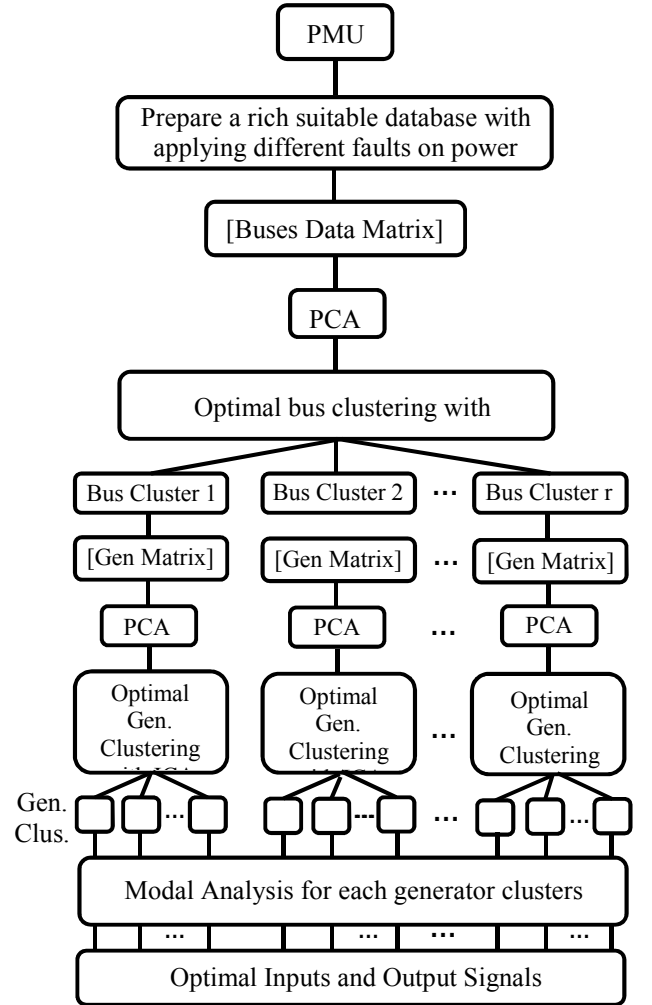 PMU
Prepare a rich suitable database with
applying different faults on power
[Buses Data Matrix]
PCA
Optimal bus clustering with
Bus Cluster 1
Bus Cluster 2
...
Bus Cluster r
[Gen Matrix]
[Gen Matrix]
...
[Gen Matrix]
PCA
PCA
...
PCA
Optimal
Gen.
Clustering
Optimal
Gen.
Clustering
...
Optimal
Gen.
Clustering
Gen.
Clus.
...
...
...
...
Modal Analysis for each generator clusters
...
...
...
...
Optimal Inputs and Output Signals